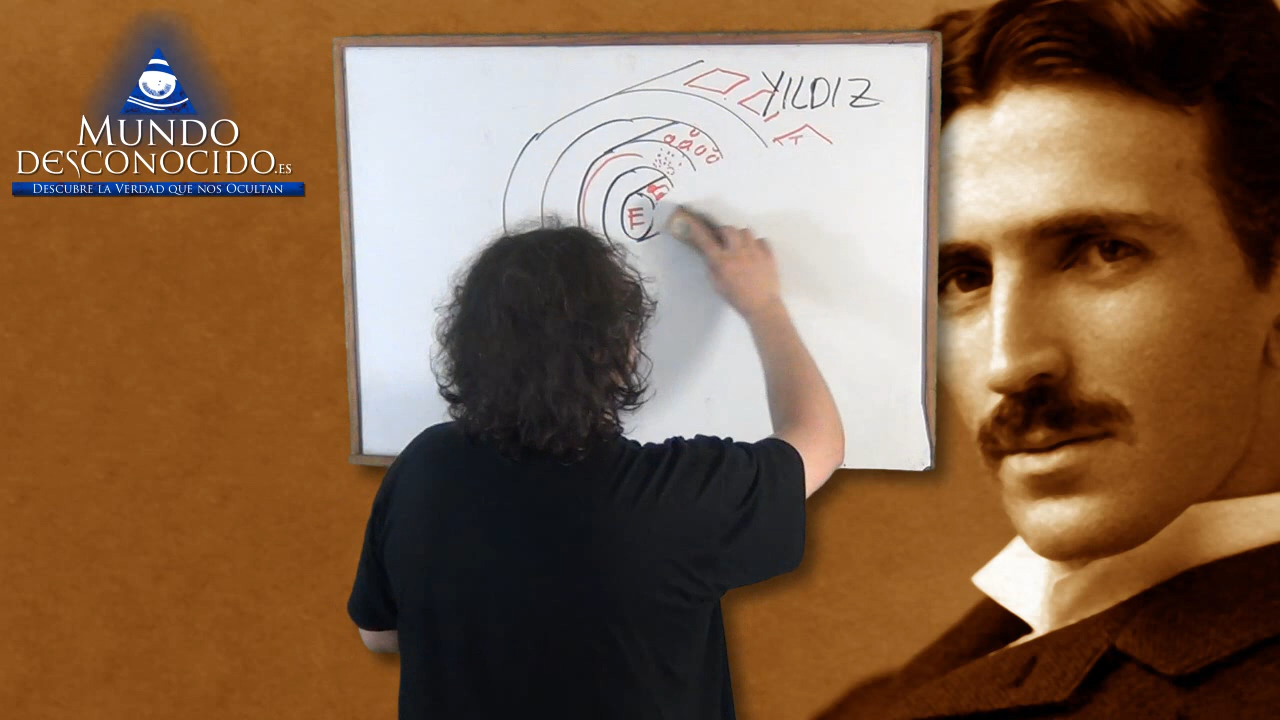 MUNDO
DESCONOCIDO.ES
DESCUBRE LA VERDAD QUE NOS OCULTAN
YILDIZ
G
E